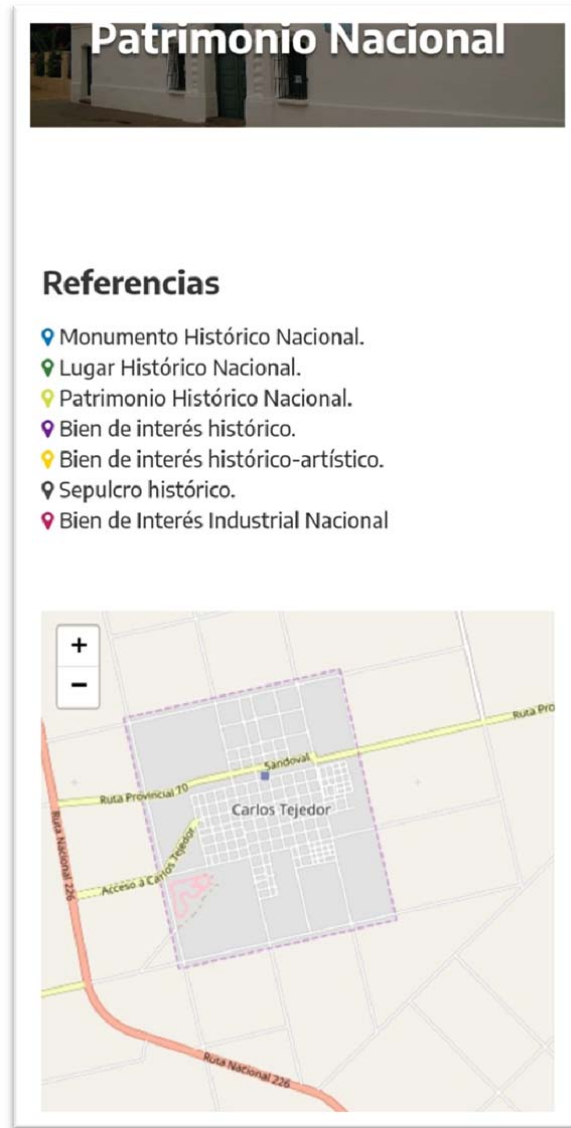 Patrimonio Nacional
Referencias
Monumento Histórico Nacional.
Lugar Histórico Nacional.
Patrimonio Histórico Nacional.
Bien de interés histórico.
Bien de interés histórico-artístico.
Sepulcro histórico.
Bien de Interés Industrial Nacional
+
−
Ruta Pro
Sandoval
Ruta Provincial 70
Carlos Tejedor
Ruta Nacional 226
Acceso a Carlos Tejedor
Ruta Nacional 226